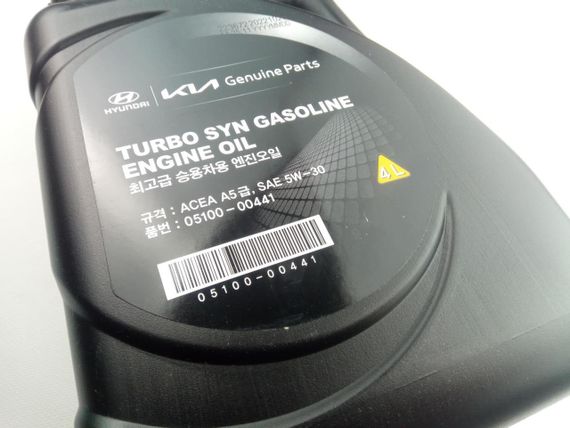 HYUNDAI KIA Genuine Parts
TURBO SYN GASOLINE
ENGINE OIL
최고급 승용차용 엔진오일
4L
규격 : ACEA A5급, SAE 5W-30
품번 : 05100-00441
05100-00441